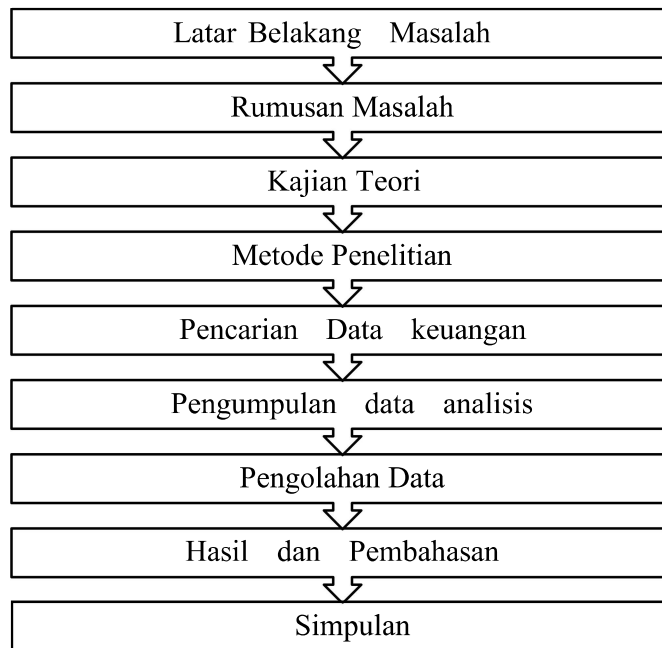 Latar Belakang Masalah
Rumusan Masalah
Kajian Teori
Metode Penelitian
Pencarian Data keuangan
Pengumpulan data analisis
Pengolahan Data
Hasil dan Pembahasan
Simpulan